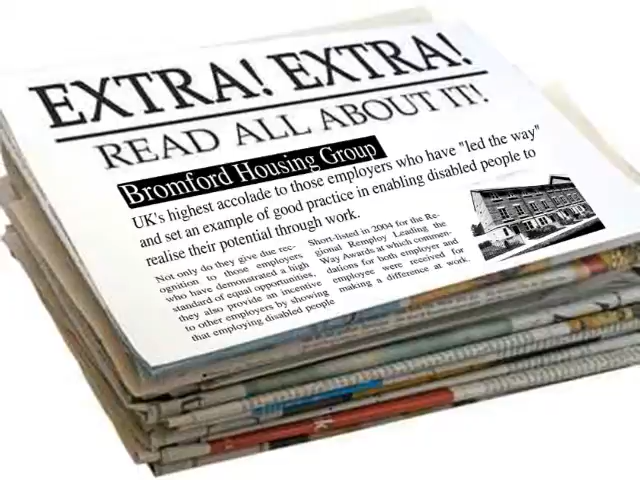 EXTRA! EXTRA!
READ ALL ABOUT IT!
Bromford Housing Group
UK's highest accolade to those employers who have "led the way"
and set an example of good practice in enabling disabled people to
realise their potential through work.
Not only do they give due rec-
ognition to those employers
who have demonstrated a high
standard of equal opportunities,
they also provide an incentive
to other employers by showing
that employing disabled people
Short-listed in 2004 for the Re-
gional Remploy Leading the
Way Awards at which commen-
dations for both employer and
employee were received for
making a difference at work.